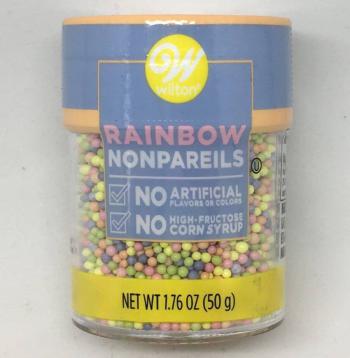 W
wilton®
RAINBOW
NONPAREILS
U
NO ARTIFICIAL
FLAVORS OR COLORS
NO HIGH-FRUCTOSE
CORN SYRUP
NET WT 1.76 OZ (50 g)